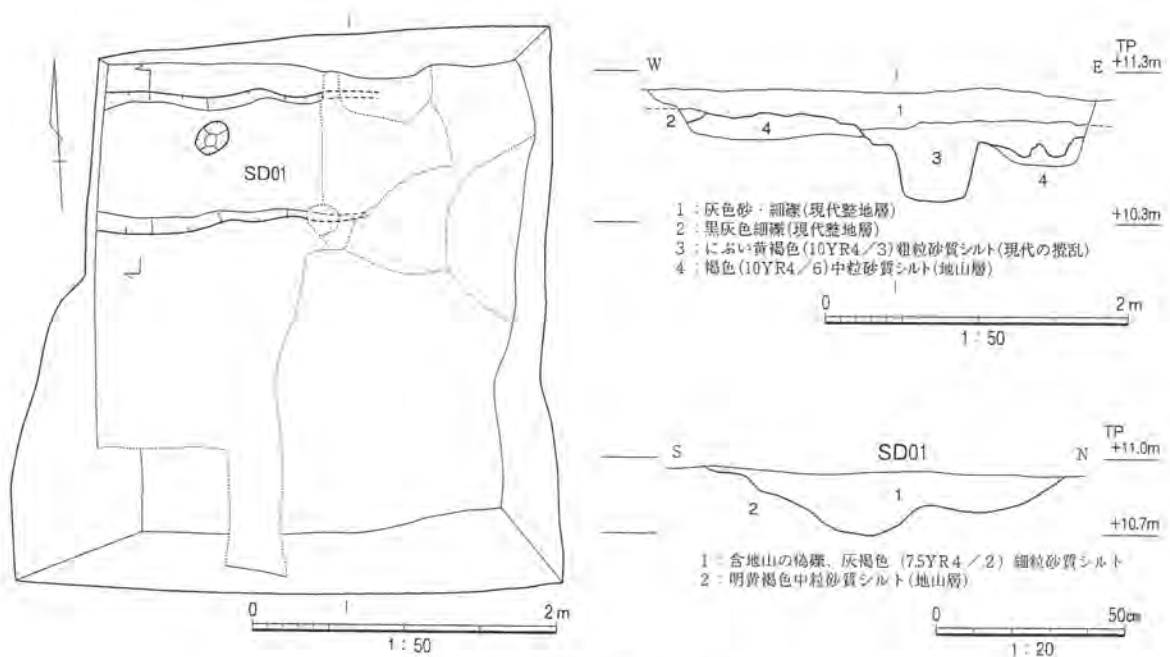 SD01
0
2m
1:50
W
E
TP
+11.3m
1
2
4
3
4
+10.3m
1：灰色砂・細礫(現代整地層)
2：黒灰色細礫(現代整地層)
3：にぶい黄褐色(10YR4／3)粗粒砂質シルト(現代の撹乱)
4：褐色(10YR4／6)中粒砂質シルト(地山層)
0
2m
1:50
S
SD01
N
TP
+11.0m
1
2
+10.7m
1：含地山の偽礫、灰褐色 (7.5YR4／2) 細粒砂質シルト
2：明黄褐色中粒砂質シルト(地山層)
0
50cm
1:20